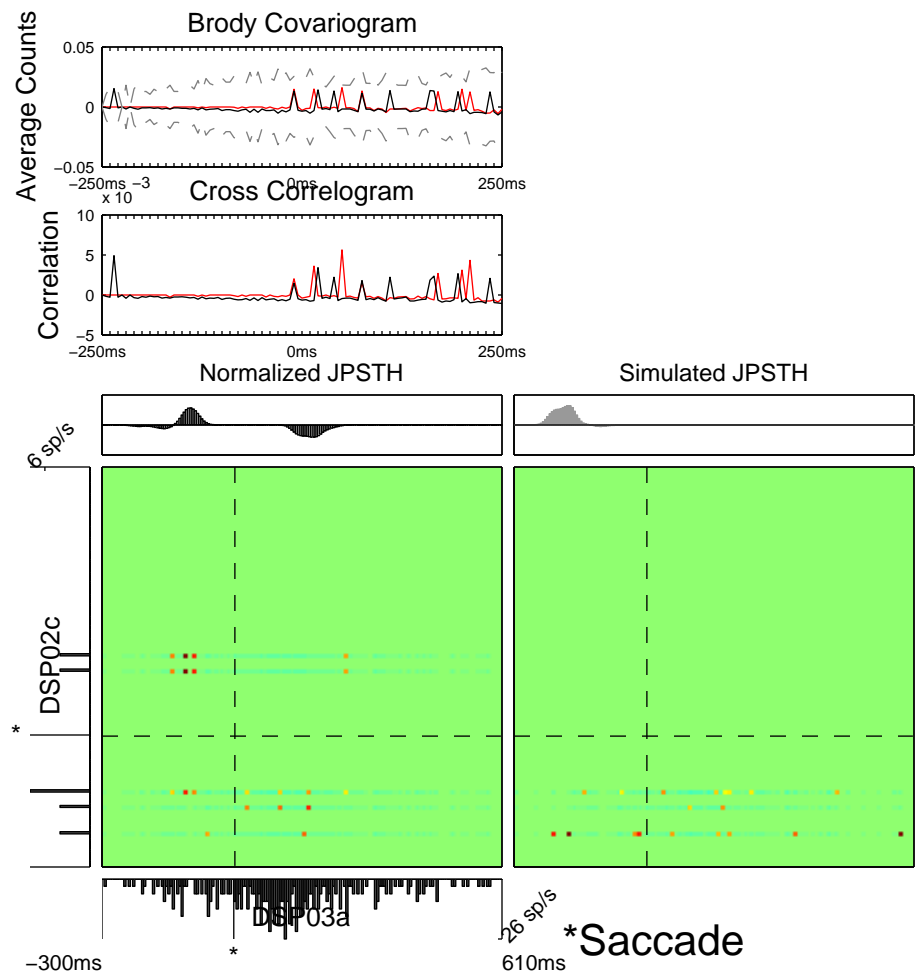 Brody Covariogram
Average Counts
0.05
0
−0.05
−250ms
0ms
250ms
x 10 −3
Cross Correlogram
Correlation
10
5
0
−5
−250ms
0ms
250ms
Normalized JPSTH
Simulated JPSTH
6 sp/s
DSP02c
*
DSP03a
26 sp/s
*
*Saccade
−300ms
610ms